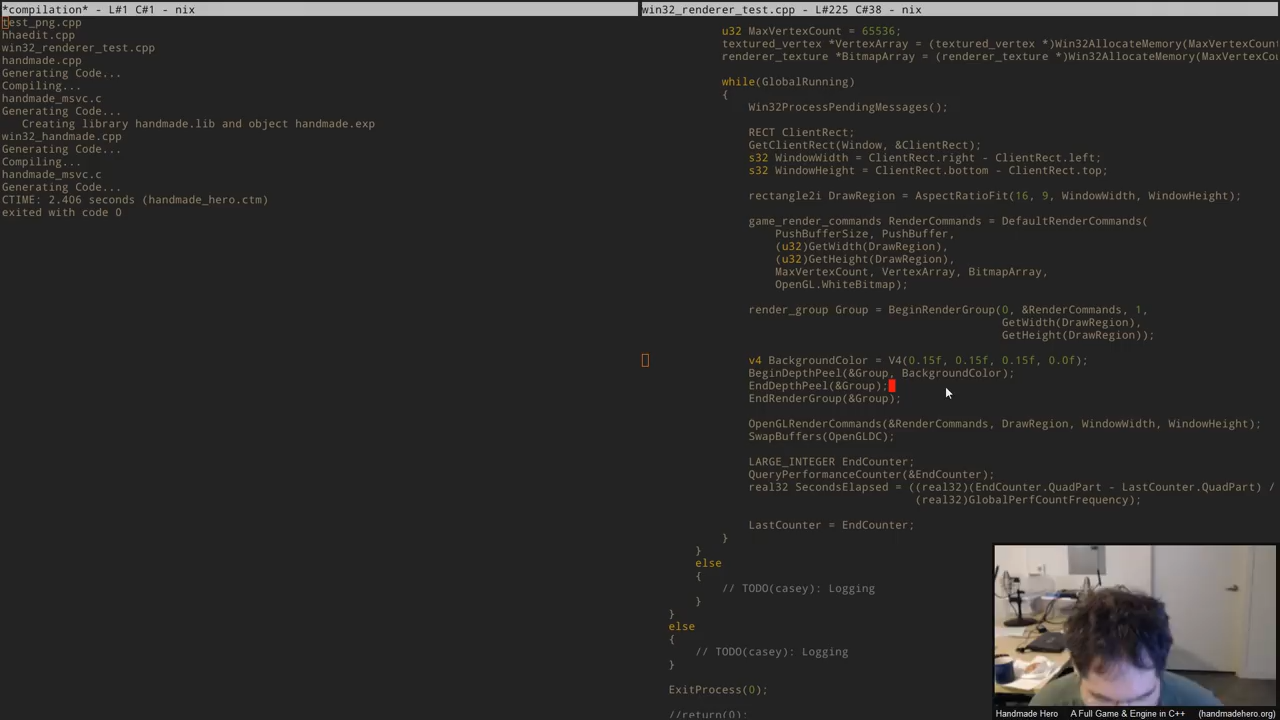 *compilation* - L#1 C#1 - nix
test_png.cpp
hhaedit.cpp
win32_renderer_test.cpp
handmade.cpp
Generating Code...
Compiling...
handmade_msvc.c
Generating Code...
Creating library handmade.lib and object handmade.exp
win32_handmade.cpp
Generating Code...
Compiling...
handmade_msvc.c
Generating Code...
CTIME: 2.406 seconds (handmade_hero.ctm)
exited with code 0
win32_renderer_test.cpp - L#225 C#38 - nix
u32 MaxVertexCount = 65536;
textured_vertex *VertexArray = (textured_vertex *)Win32AllocateMemory(MaxVertexCount
renderer_texture *BitmapArray = (renderer_texture *)Win32AllocateMemory(MaxVertexCou
while(GlobalRunning)
{
Win32ProcessPendingMessages();
RECT ClientRect;
GetClientRect(Window, &ClientRect);
s32 WindowWidth = ClientRect.right - ClientRect.left;
s32 WindowHeight = ClientRect.bottom - ClientRect.top;
rectangle2i DrawRegion = AspectRatioFit(16, 9, WindowWidth, WindowHeight);
game_render_commands RenderCommands = DefaultRenderCommands(
PushBufferSize, PushBuffer,
(u32)GetWidth(DrawRegion),
(u32)GetHeight(DrawRegion),
MaxVertexCount, VertexArray, BitmapArray,
OpenGL.WhiteBitmap);
render_group Group = BeginRenderGroup(0, &RenderCommands, 1,
GetWidth(DrawRegion),
GetHeight(DrawRegion));
v4 BackgroundColor = V4(0.15f, 0.15f, 0.15f, 0.0f);
BeginDepthPeel(&Group, BackgroundColor);
EndDepthPeel(&Group);
EndRenderGroup(&Group);
OpenGLRenderCommands(&RenderCommands, DrawRegion, WindowWidth, WindowHeight);
SwapBuffers(OpenGLDC);
LARGE_INTEGER EndCounter;
QueryPerformanceCounter(&EndCounter);
real32 SecondsElapsed = ((real32)(EndCounter.QuadPart - LastCounter.QuadPart) /
(real32)GlobalPerfCountFrequency);
LastCounter = EndCounter;
}
}
else
{
// TODO(casey): Logging
}
}
else
{
// TODO(casey): Logging
}
ExitProcess(0);
//return(0);
Handmade Hero A Full Game & Engine in C++ (handmadehero.org)